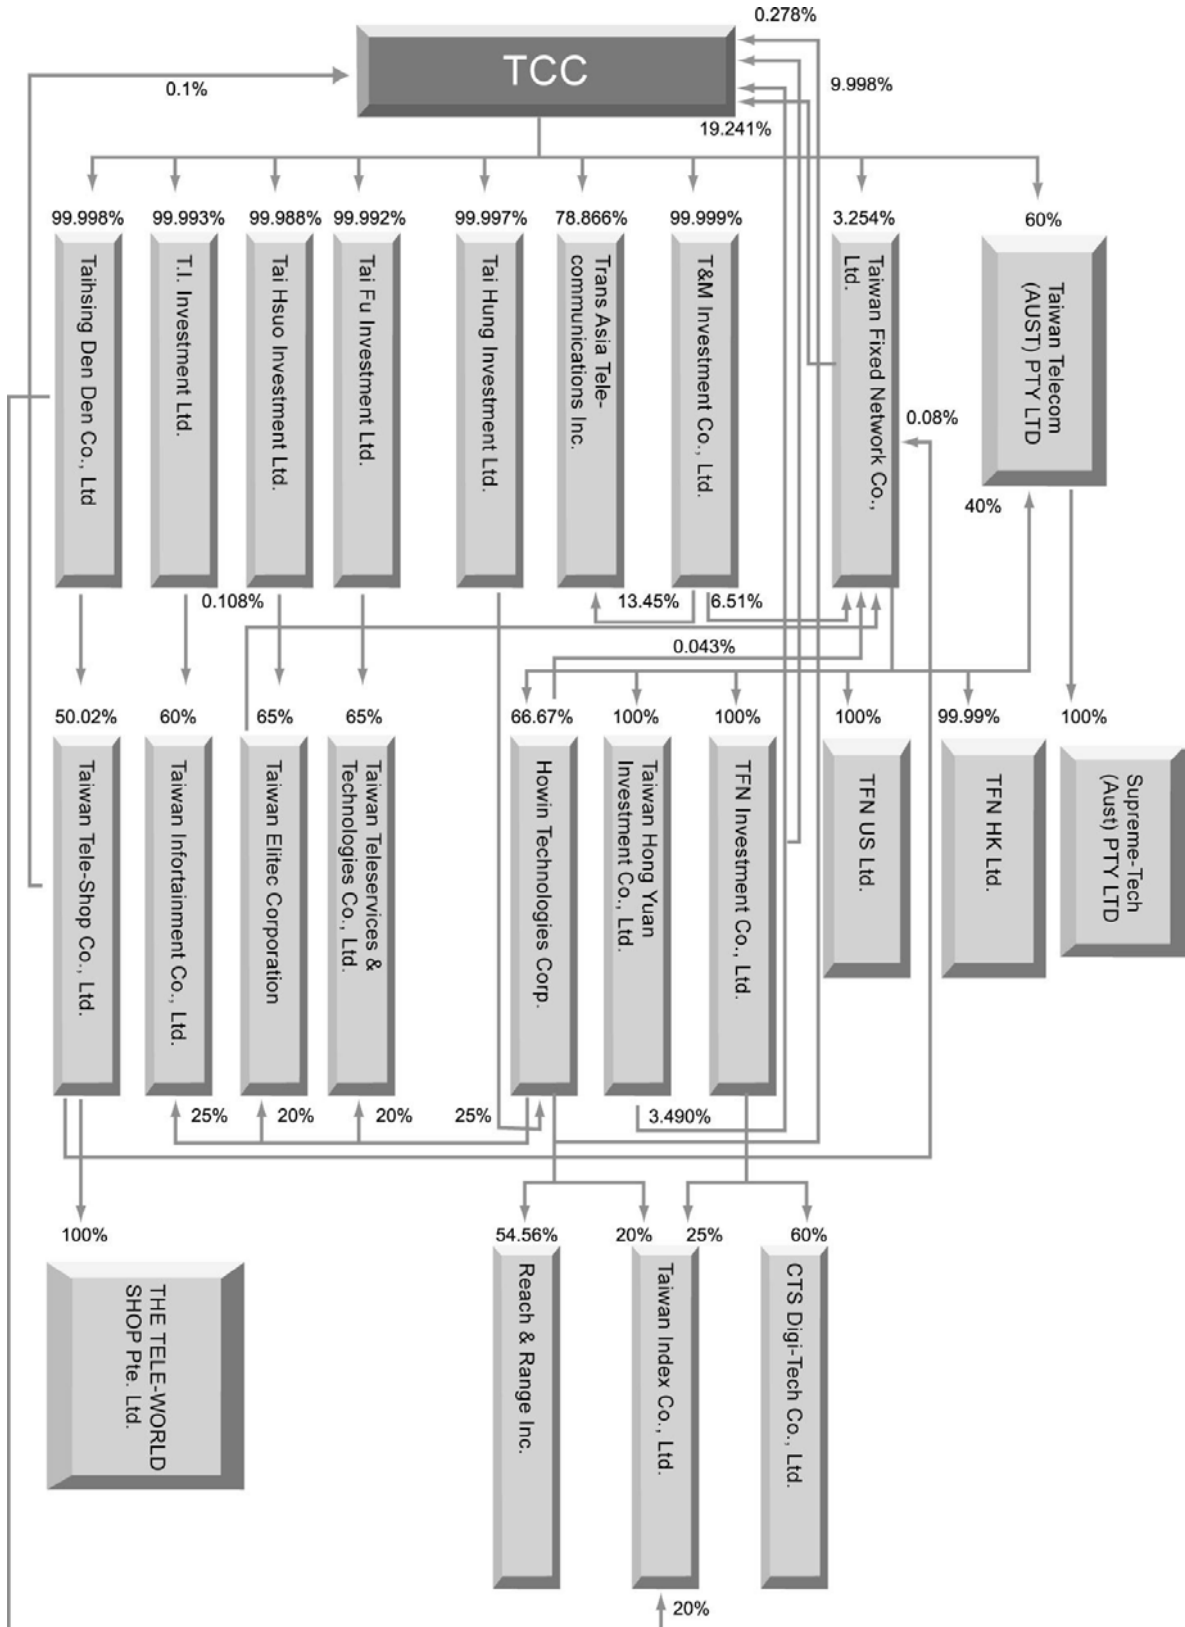 0.278%
TCC
0.1%
9.998%
19.241%
99.998%
99.993%
99.988%
99.992%
99.997%
78.866%
99.999%
3.254%
60%
Taihsing Den Den Co., Ltd
T.I. Investment Ltd.
Tai Hsuo Investment Ltd.
Tai Fu Investment Ltd.
Tai Hung Investment Ltd.
Trans Asia Tele-
communications Inc.
T&M Investment Co., Ltd.
Taiwan Fixed Network Co.,
Ltd.
Taiwan Telecom
(AUST) PTY LTD
0.08%
40%
0.108%
13.45%
6.51%
0.043%
50.02%
60%
65%
65%
66.67%
100%
100%
100%
99.99%
100%
Taiwan Tele-Shop Co., Ltd.
Taiwan Infortainment Co., Ltd.
Taiwan Elitec Corporation
Taiwan Teleservices &
Technologies Co., Ltd.
Howin Technologies Corp.
Taiwan Hong Yuan
Investment Co., Ltd.
TFN Investment Co., Ltd.
TFN US Ltd.
TFN HK Ltd.
Supreme-Tech
(Aust) PTY LTD
25%
20%
20%
25%
3.490%
100%
54.56%
20%
25%
60%
THE TELE-WORLD
SHOP Pte. Ltd.
Reach & Range Inc.
Taiwan Index Co., Ltd.
CTS Digi-Tech Co., Ltd.
20%